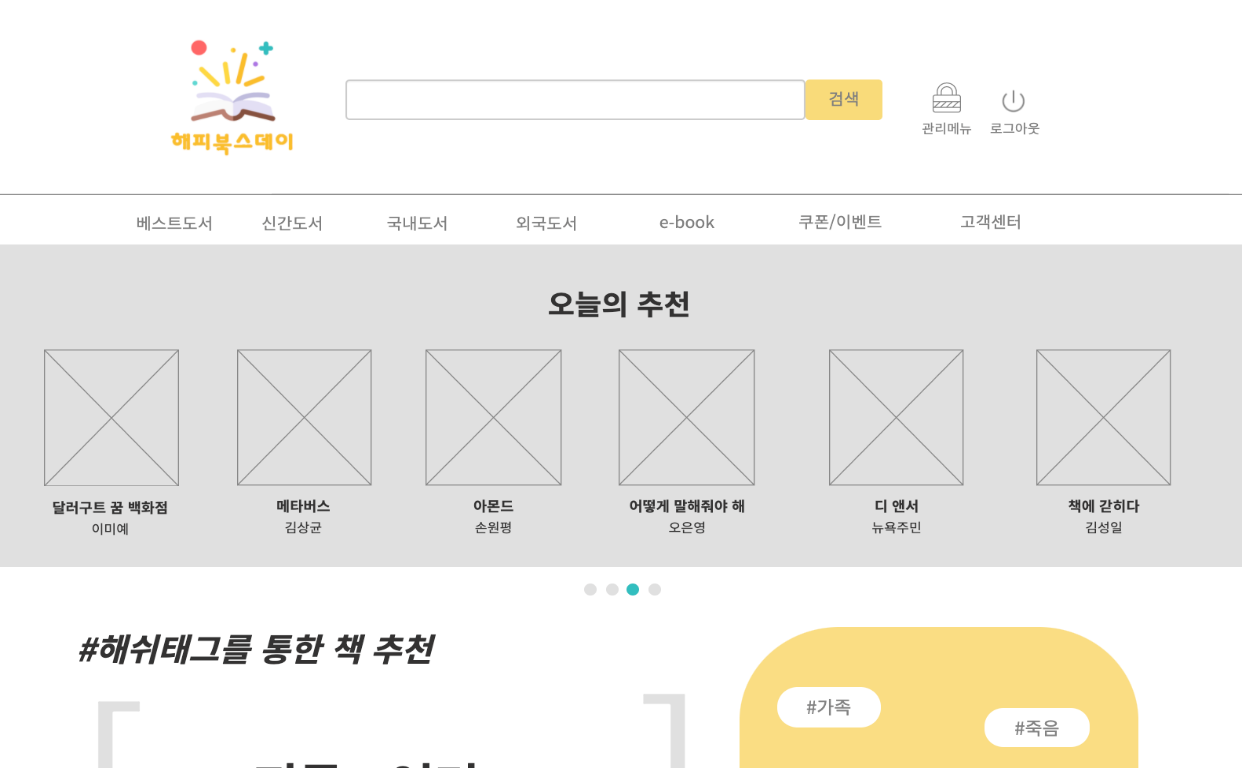 해피북스데이
검색
관리메뉴
로그아웃
베스트도서
신간도서
국내도서
외국도서
e-book
쿠폰/이벤트
고객센터
오늘의 추천
달러구트 꿈 백화점
이미예
메타버스
김상균
아몬드
손원평
어떻게 말해줘야 해
오은영
디 앤서
뉴욕주민
책에 갇히다
김성일
#해쉬태그를 통한 책 추천
#가족
#죽음